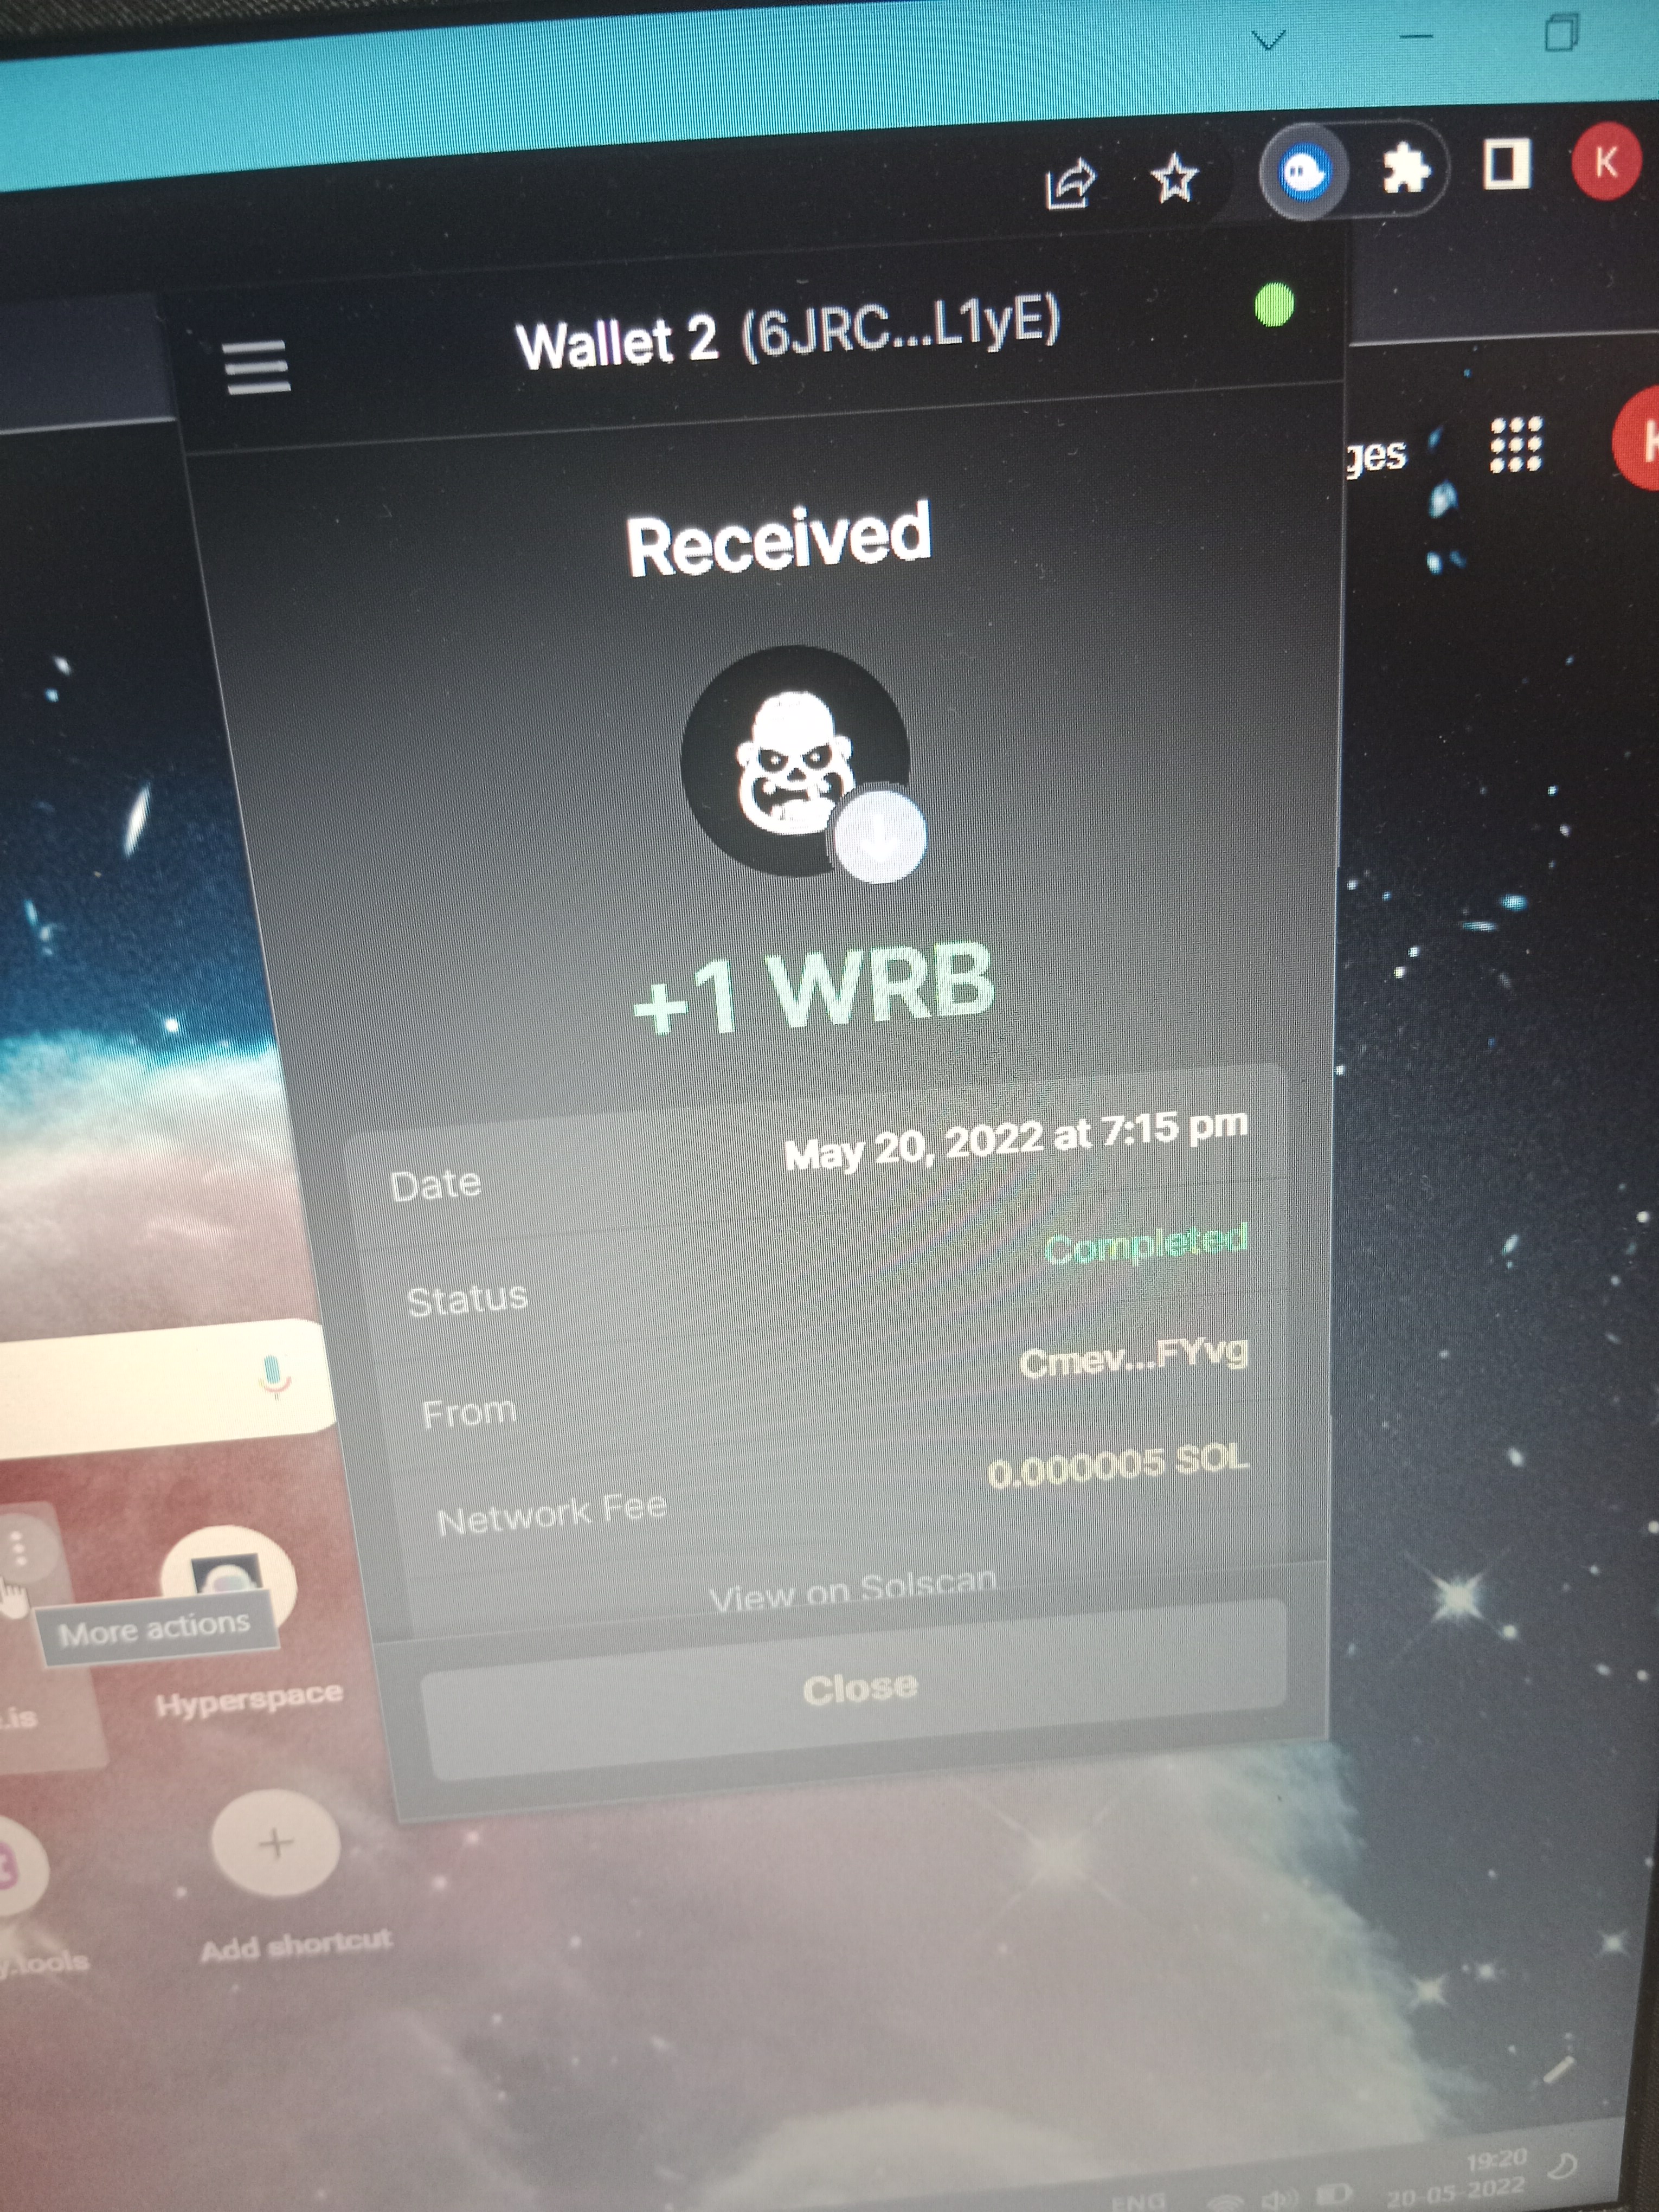 K
Wallet 2 (6JRC...L1yE)
ges
Received
+1 WRB
Date May 20, 2022 at 7:15 pm
Status Completed
From Cmev...FYvg
Network Fee 0.000005 SOL
View on Solscan
Close
More actions
.is
Hyperspace
y.tools
Add shortcut
ENG
19:20
20-05-2022